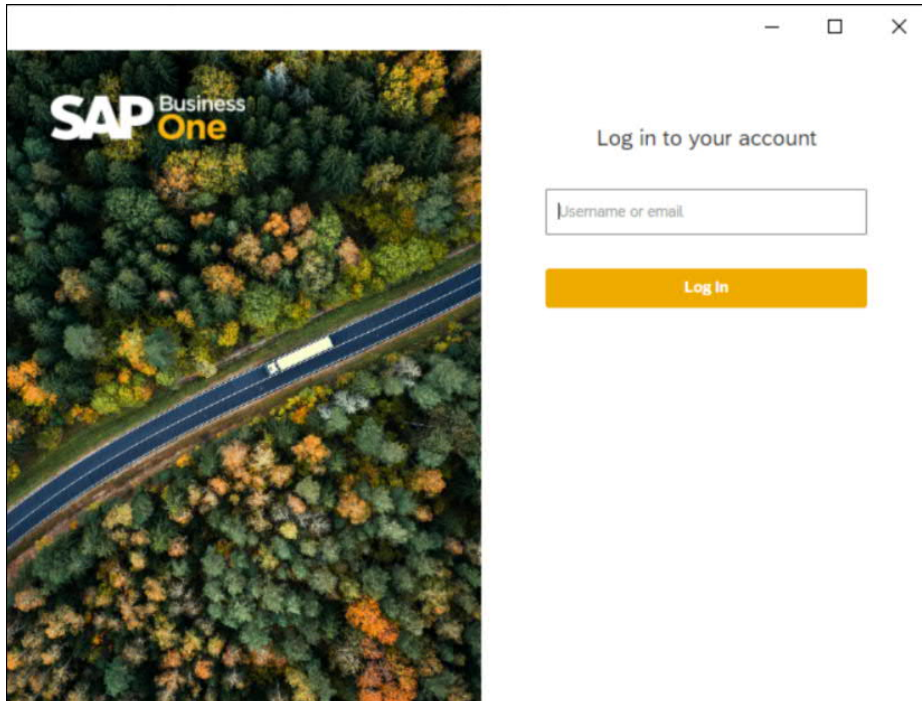 SAP Business One
Log in to your account
Username or email
Log In